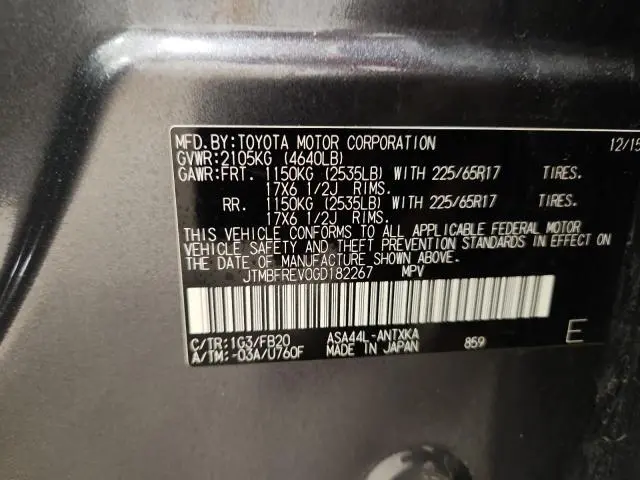 MFD.BY:TOYOTA MOTOR CORPORATION 12/15
GVWR:2105KG (4640LB)
GAWR:FRT. 1150KG (2535LB) WITH 225/65R17 TIRES.
17X6 1/2J RIMS.
RR. 1150KG (2535LB) WITH 225/65R17 TIRES.
17X6 1/2J RIMS.
THIS VEHICLE CONFORMS TO ALL APPLICABLE FEDERAL MOTOR
VEHICLE SAFETY AND THEFT PREVENTION STANDARDS IN EFFECT ON
THE DATE OF MANUFACTURE SHOWN ABOVE.
JTMBFREV0GD182267 MPV
C/TR:1G3/FB20 ASA44L-ANTXKA E
A/TM:-03A/U760F MADE IN JAPAN 859